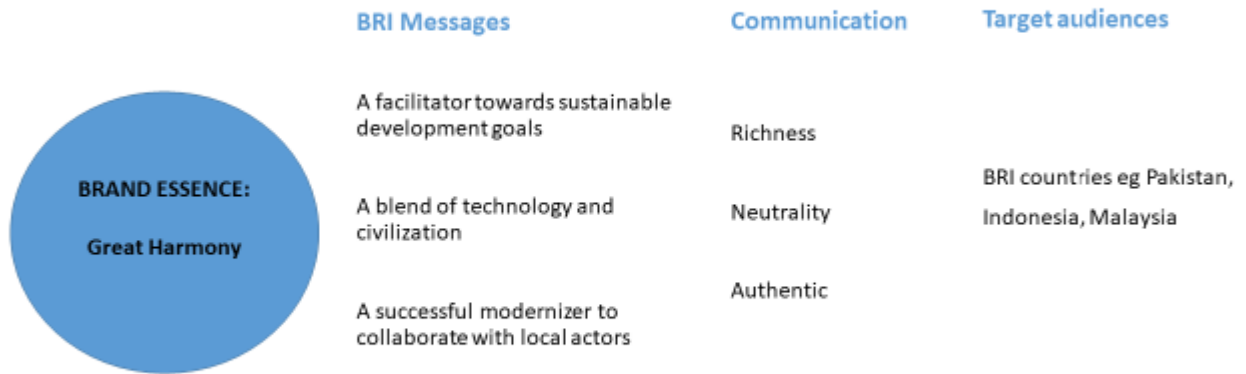 BRI Messages
Communication
Target audiences
BRAND ESSENCE:
Great Harmony
A facilitator towards sustainable
development goals
A blend of technology and
civilization
A successful modernizer to
collaborate with local actors
Richness
Neutrality
Authentic
BRI countries eg Pakistan,
Indonesia, Malaysia